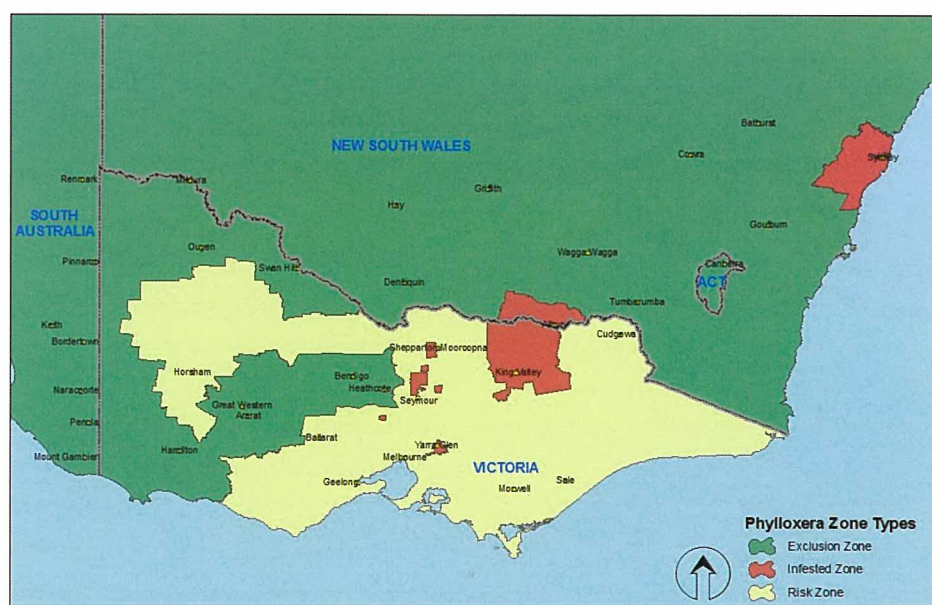 Bathurst
NEW SOUTH WALES
Cowra
Sydney
Renmark
Mildura
Griffith
Hay
SOUTH
AUSTRALIA
Goulburn
Ouyen
Pinnaroo
Swan Hill
Wagga Wagga
Canberra
ACT
Deniliquin
Tumbarumba
Keith
Bordertown
Cudgewa
Shepparton
Mooroopna
Horsham
King Valley
Bendigo
Naracoorte
Heathcote
Seymour
Great Western
Ararat
Penola
Ballarat
Hamilton
Yarra Glen
Mount Gambier
Melbourne
VICTORIA
Geelong
Morwell
Sale
Phylloxera Zone Types
Exclusion Zone
Infested Zone
Risk Zone